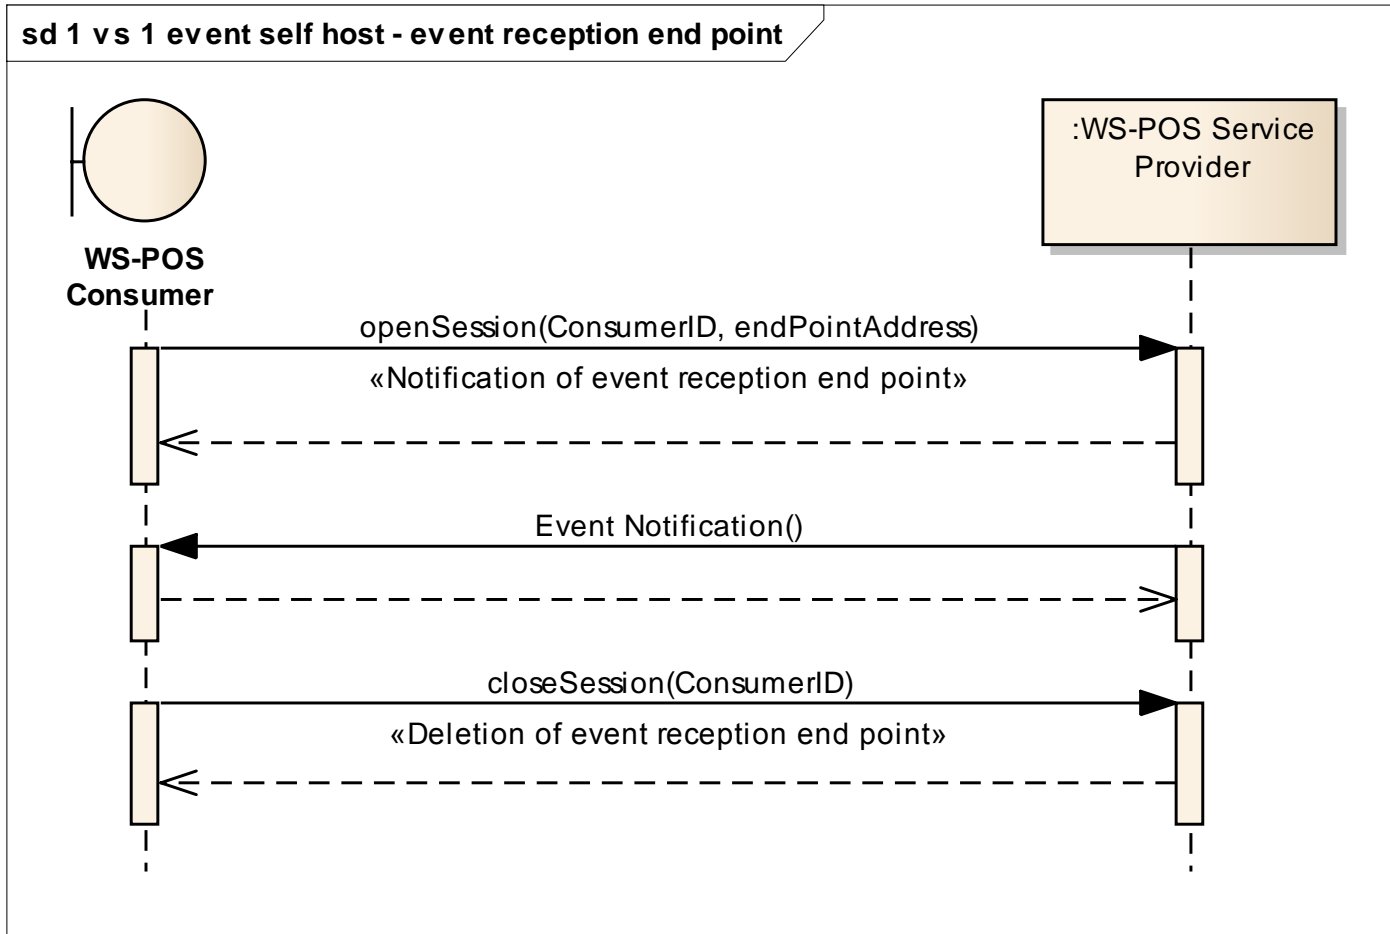 sd 1 vs 1 event self host - event reception end point
:WS-POS Service
Provider
WS-POS
Consumer
openSession(ConsumerID, endPointAddress)
«Notification of event reception end point»
Event Notification()
closeSession(ConsumerID)
«Deletion of event reception end point»